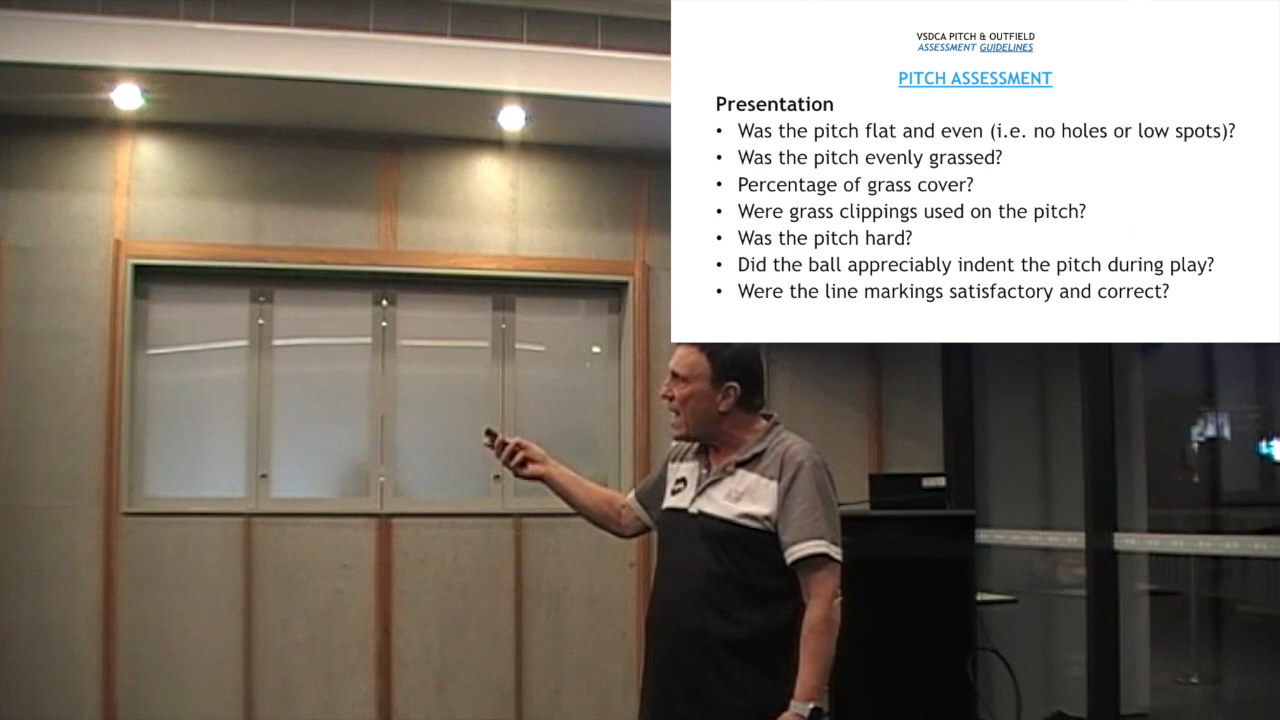 VSDCA PITCH & OUTFIELD
ASSESSMENT GUIDELINES
PITCH ASSESSMENT
Presentation
• Was the pitch flat and even (i.e. no holes or low spots)?
• Was the pitch evenly grassed?
• Percentage of grass cover?
• Were grass clippings used on the pitch?
• Was the pitch hard?
• Did the ball appreciably indent the pitch during play?
• Were the line markings satisfactory and correct?